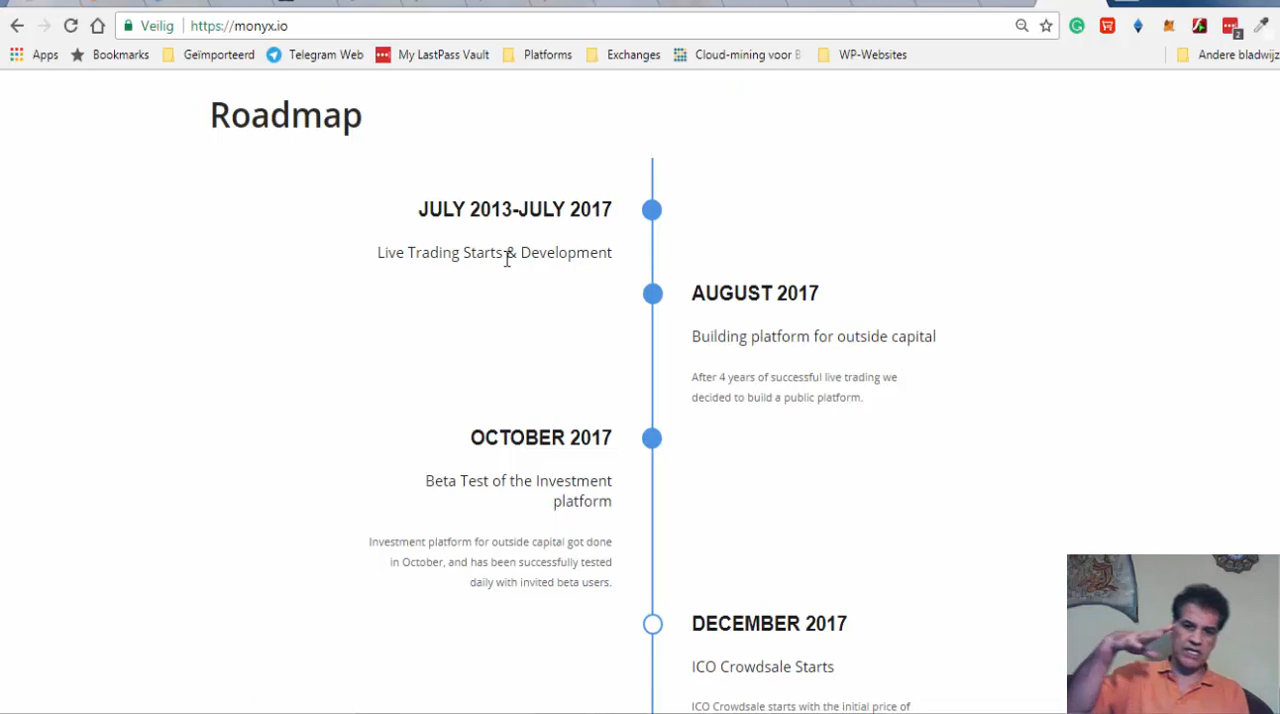 Veilig https://monyx.io
2
Apps Bookmarks Geïmporteerd Telegram Web My LastPass Vault Platforms Exchanges Cloud-mining voor B WP-Websites Andere bladwijz
Roadmap
JULY 2013-JULY 2017
Live Trading Starts & Development
AUGUST 2017
Building platform for outside capital
After 4 years of successful live trading we
decided to build a public platform.
OCTOBER 2017
Beta Test of the Investment
platform
Investment platform for outside capital got done
in October, and has been successfully tested
daily with invited beta users.
DECEMBER 2017
ICO Crowdsale Starts
ICO Crowdsale starts with the initial price of